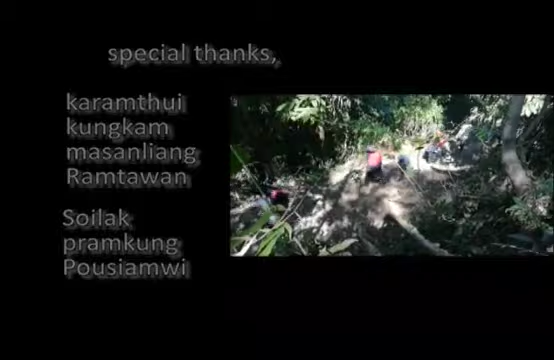 special thanks,
karamthui
kungkam
masanliang
Ramtawan
Soilak
pramkung
Pousiamwi